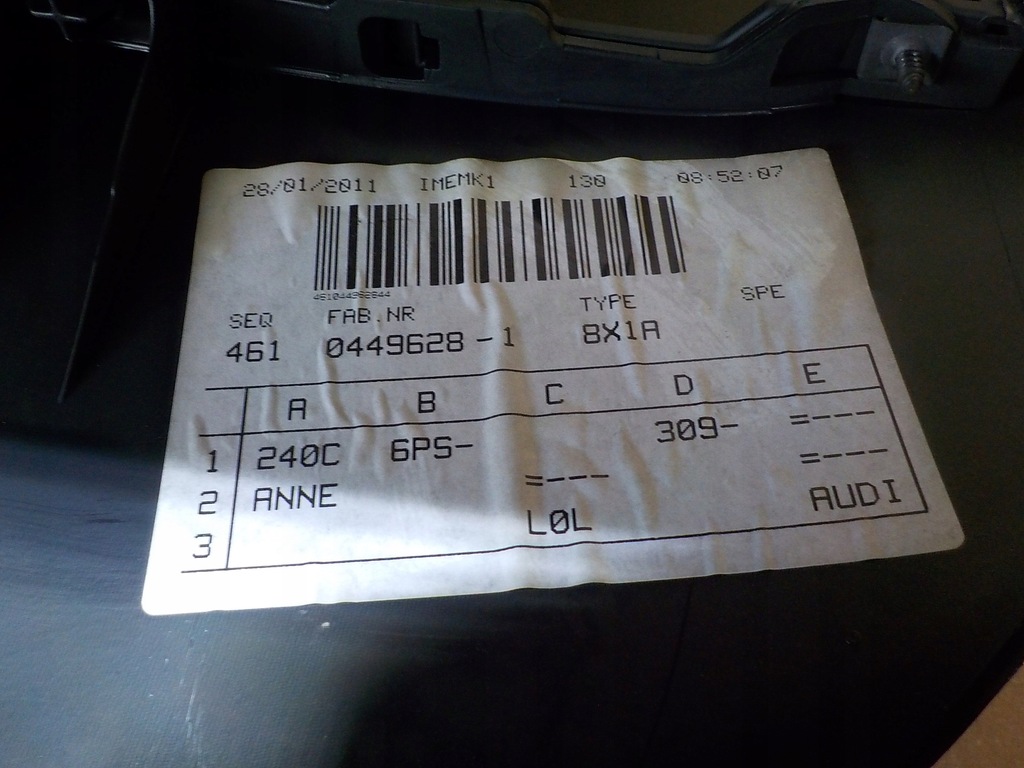 28/01/2011 IMEMK1 130 08:52:07
SEQ FAB.NR TYPE SPE
461 0449628-1 8X1A
A B C D E
1 240C 6PS- 309- =---
2 ANNE =--- =---
3 L0L AUDI